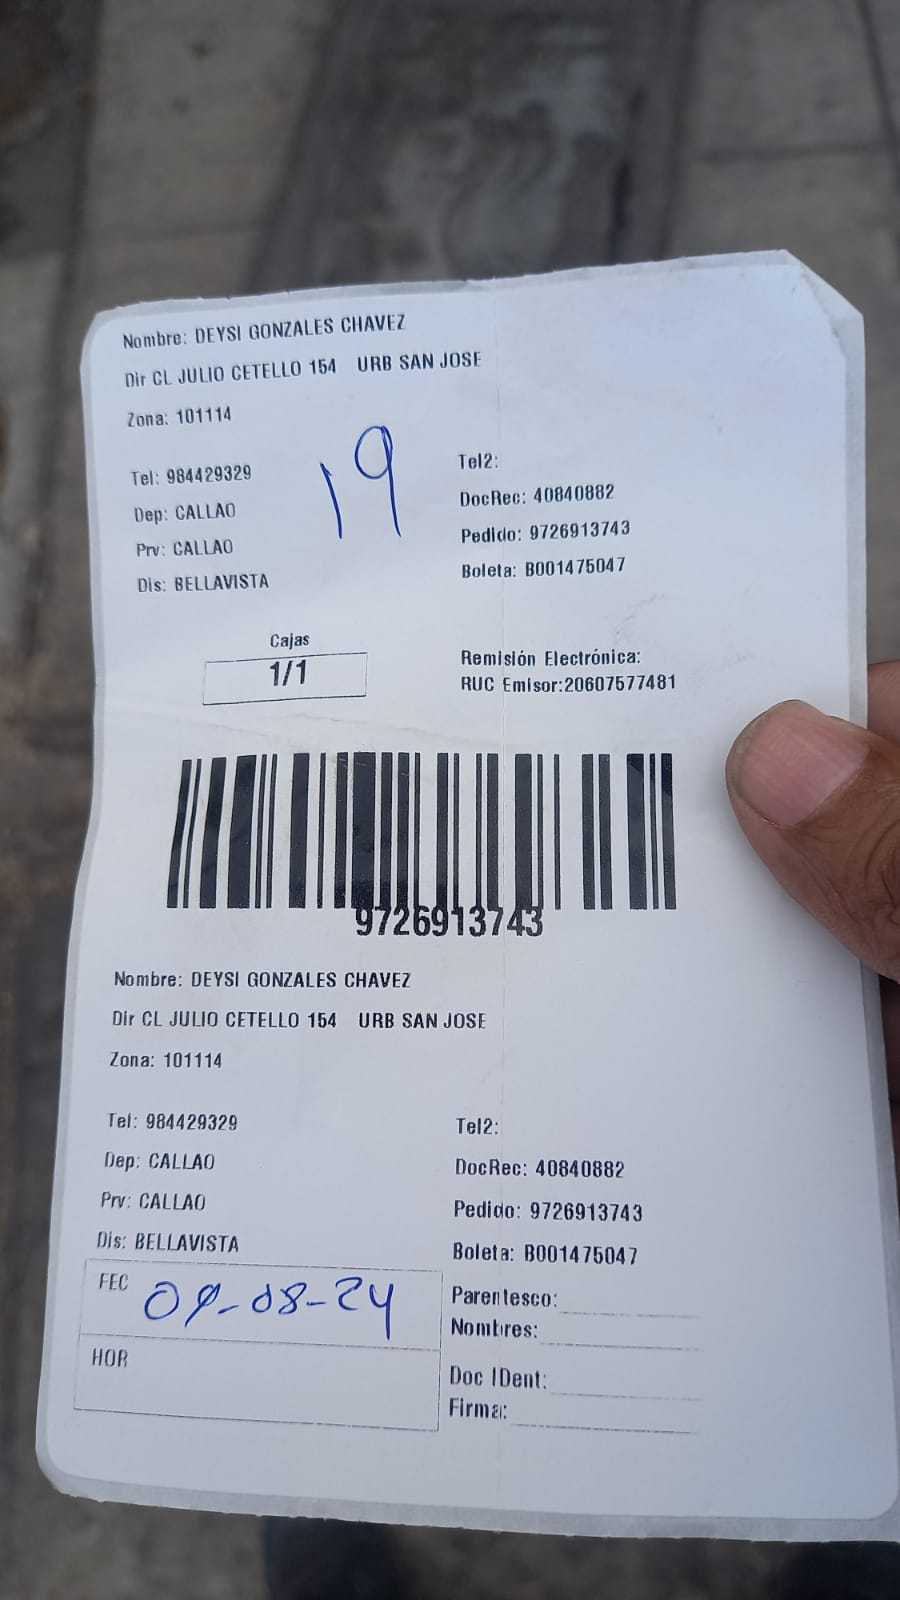 Nombre: DEYSI GONZALES CHAVEZ
Dir CL JULIO CETELLO 154 URB SAN JOSE
Zona: 101114
19
Tel: 984429329
Tel2:
Dep: CALLAO
DocRec: 40840882
Prv: CALLAO
Pedido: 9726913743
Dis: BELLAVISTA
Boleta: B001475047
Cajas
1/1
Remisión Electrónica:
RUC Emisor:20607577481
9726913743
Nombre: DEYSI GONZALES CHAVEZ
Dir CL JULIO CETELLO 154 URB SAN JOSE
Zona: 101114
Tel: 984429329
Tel2:
Dep: CALLAO
DocRec: 40840882
Prv: CALLAO
Pedido: 9726913743
Dis: BELLAVISTA
Boleta: B001475047
FEC 09-08-24
Parentesco:
Nombres:
HOR
Doc IDent:
Firma: